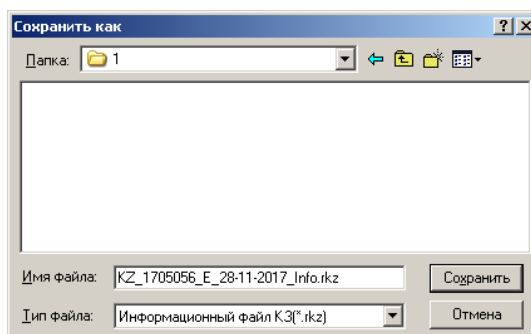 Сохранить как
Папка: 1
Имя файла: KZ_1705056_E_28-11-2017_Info.rkz Сохранить
Тип файла: Информационный файл КЗ(*.rkz) Отмена